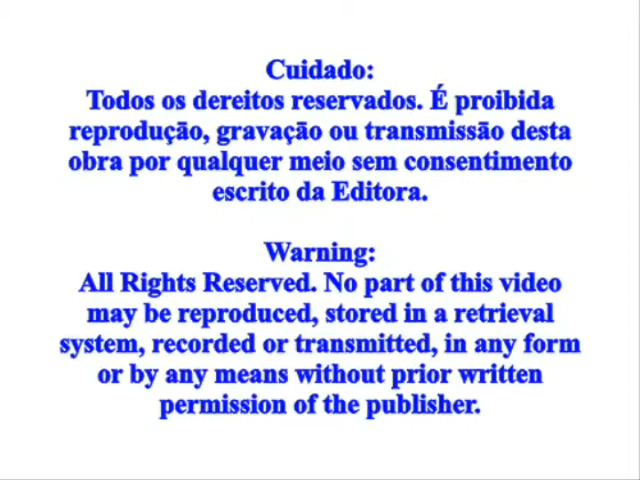 Cuidado:
Todos os dereitos reservados. É proibida
reprodução, gravação ou transmissão desta
obra por qualquer meio sem consentimento
escrito da Editora.
Warning:
All Rights Reserved. No part of this video
may be reproduced, stored in a retrieval
system, recorded or transmitted, in any form
or by any means without prior written
permission of the publisher.